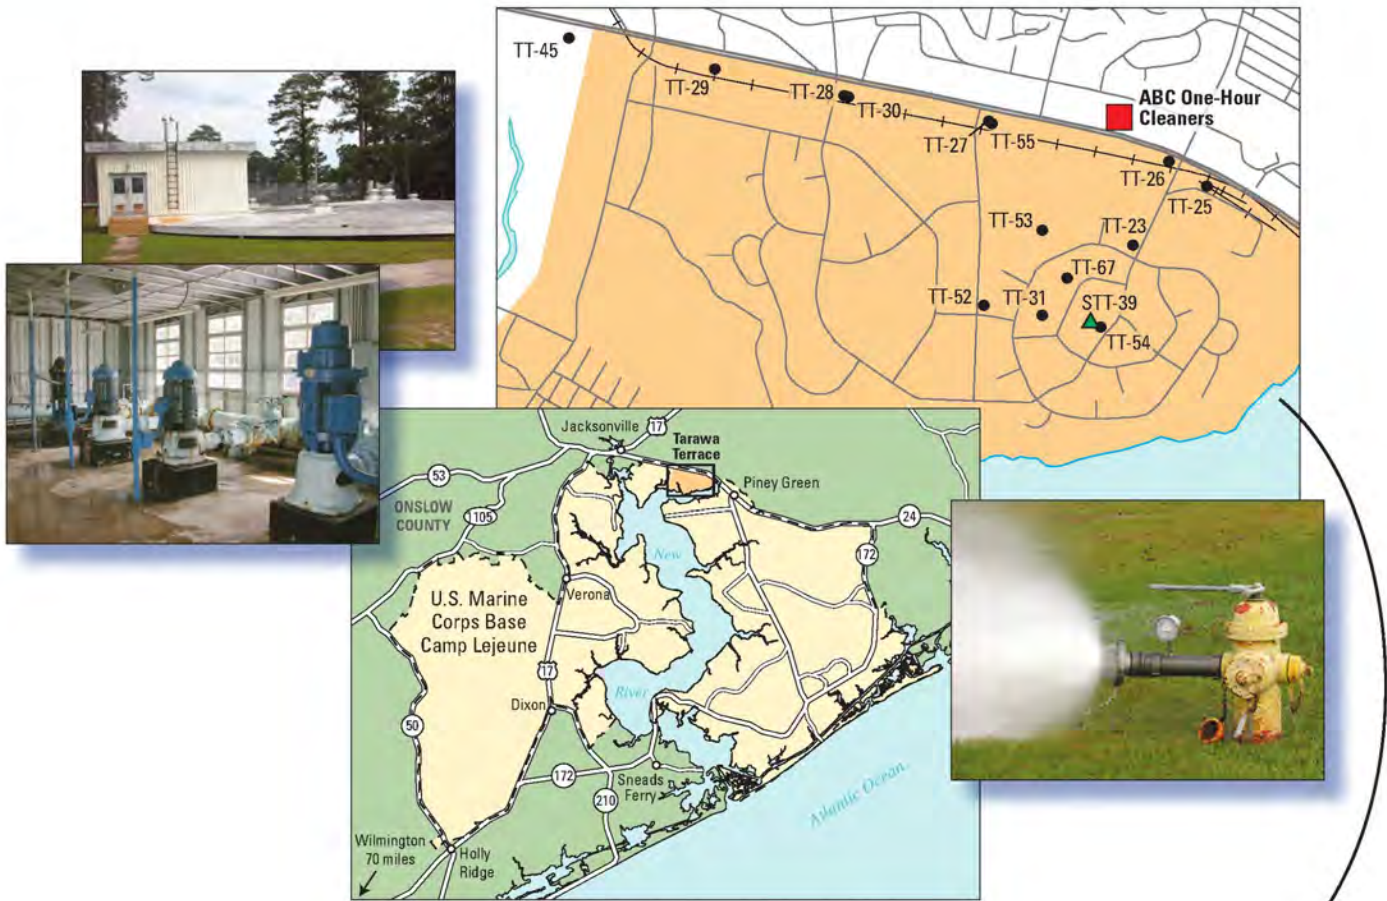 TT-45
TT-29
TT-28
TT-30
TT-27
TT-55
ABC One-Hour
Cleaners
TT-26
TT-25
TT-53
TT-23
TT-67
TT-52
TT-31
STT-39
TT-54
Jacksonville
17
Tarawa
Terrace
Piney Green
53
ONSLOW
COUNTY
105
24
172
New
Verona
U.S. Marine
Corps Base
Camp Lejeune
17
River
Dixon
50
172
Sneads
Ferry
210
Atlantic Ocean
Wilmington
70 miles
Holly
Ridge